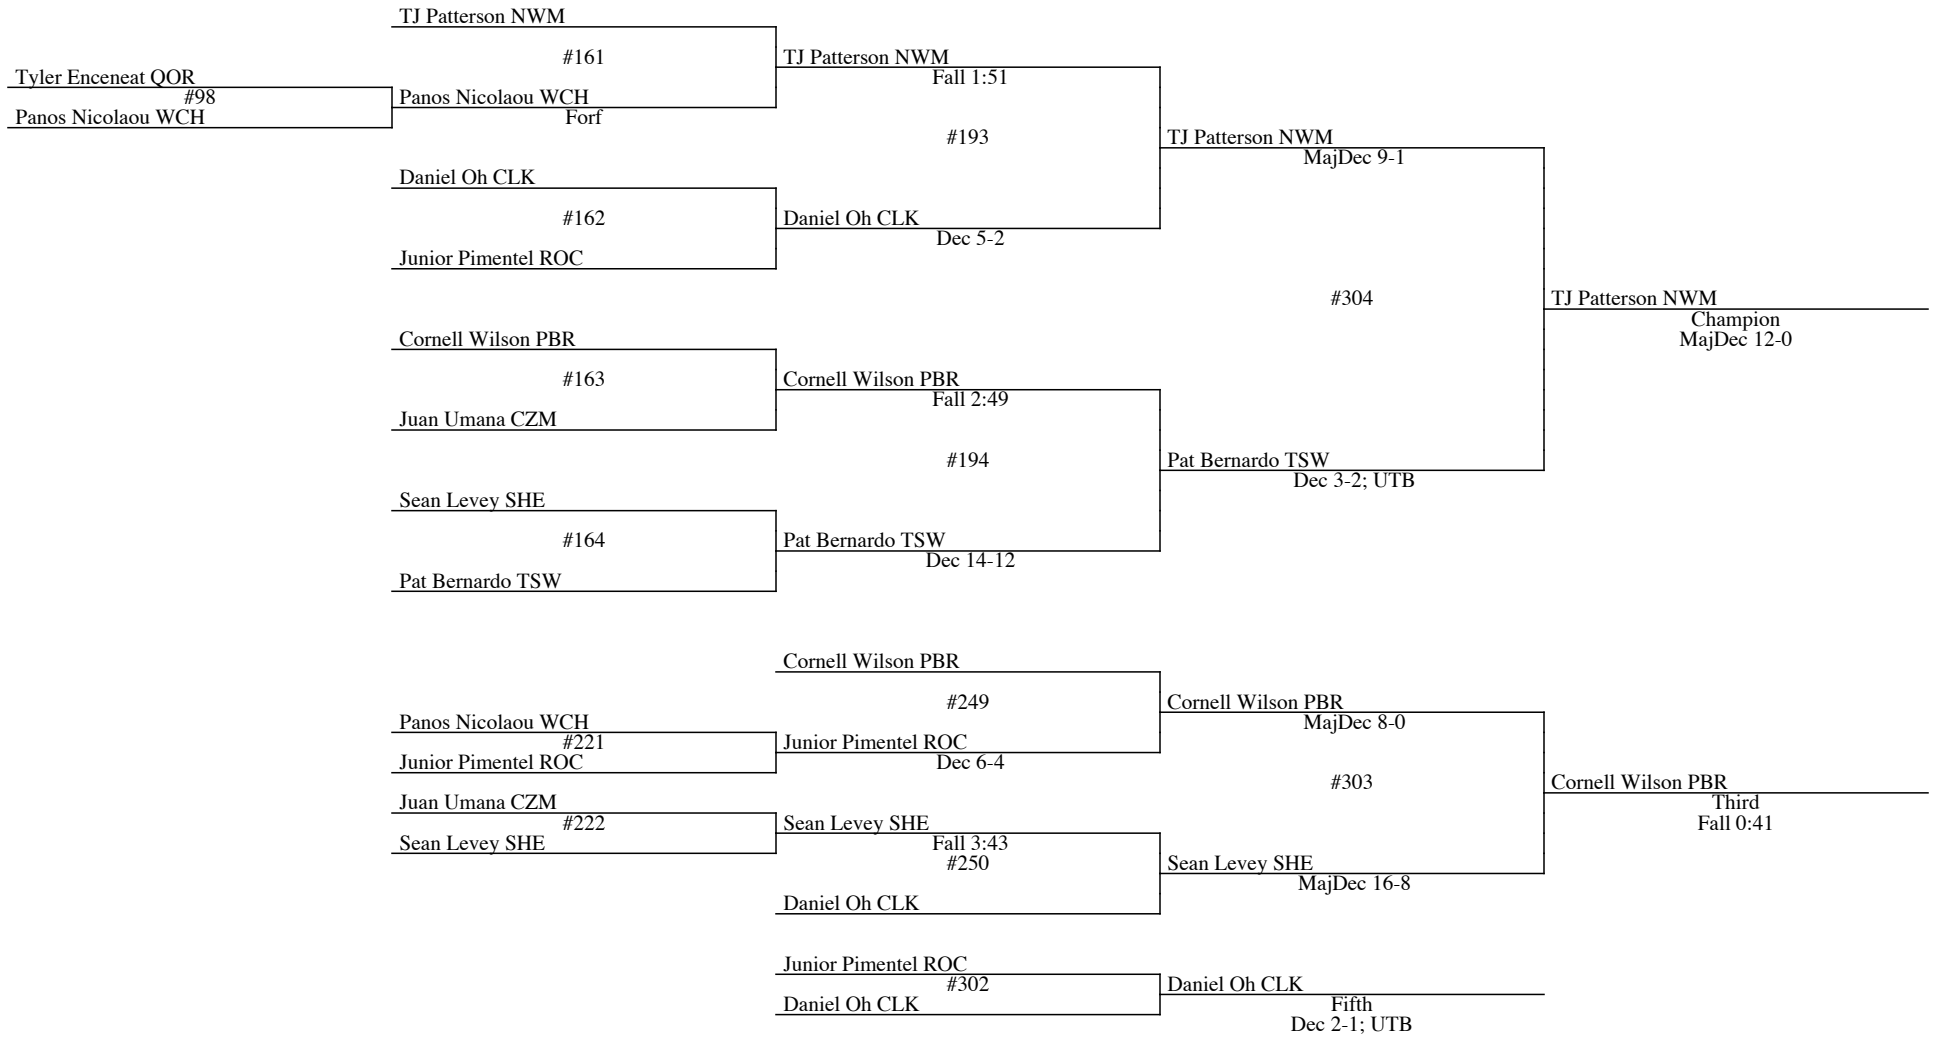 TJ Patterson NWM
#161
TJ Patterson NWM
Fall 1:51
Tyler Enceneat QOR
#98
Panos Nicolaou WCH
Panos Nicolaou WCH
Forf
#193
TJ Patterson NWM
MajDec 9-1
Daniel Oh CLK
#162
Daniel Oh CLK
Dec 5-2
Junior Pimentel ROC
#304
TJ Patterson NWM
Champion
MajDec 12-0
Cornell Wilson PBR
#163
Cornell Wilson PBR
Fall 2:49
Juan Umana CZM
#194
Pat Bernardo TSW
Dec 3-2; UTB
Sean Levey SHE
#164
Pat Bernardo TSW
Dec 14-12
Pat Bernardo TSW
Cornell Wilson PBR
#249
Cornell Wilson PBR
MajDec 8-0
Panos Nicolaou WCH
#221
Junior Pimentel ROC
Junior Pimentel ROC
Dec 6-4
#303
Cornell Wilson PBR
Third
Fall 0:41
Juan Umana CZM
#222
Sean Levey SHE
Sean Levey SHE
Fall 3:43
#250
Sean Levey SHE
MajDec 16-8
Daniel Oh CLK
Junior Pimentel ROC
#302
Daniel Oh CLK
Daniel Oh CLK
Fifth
Dec 2-1; UTB